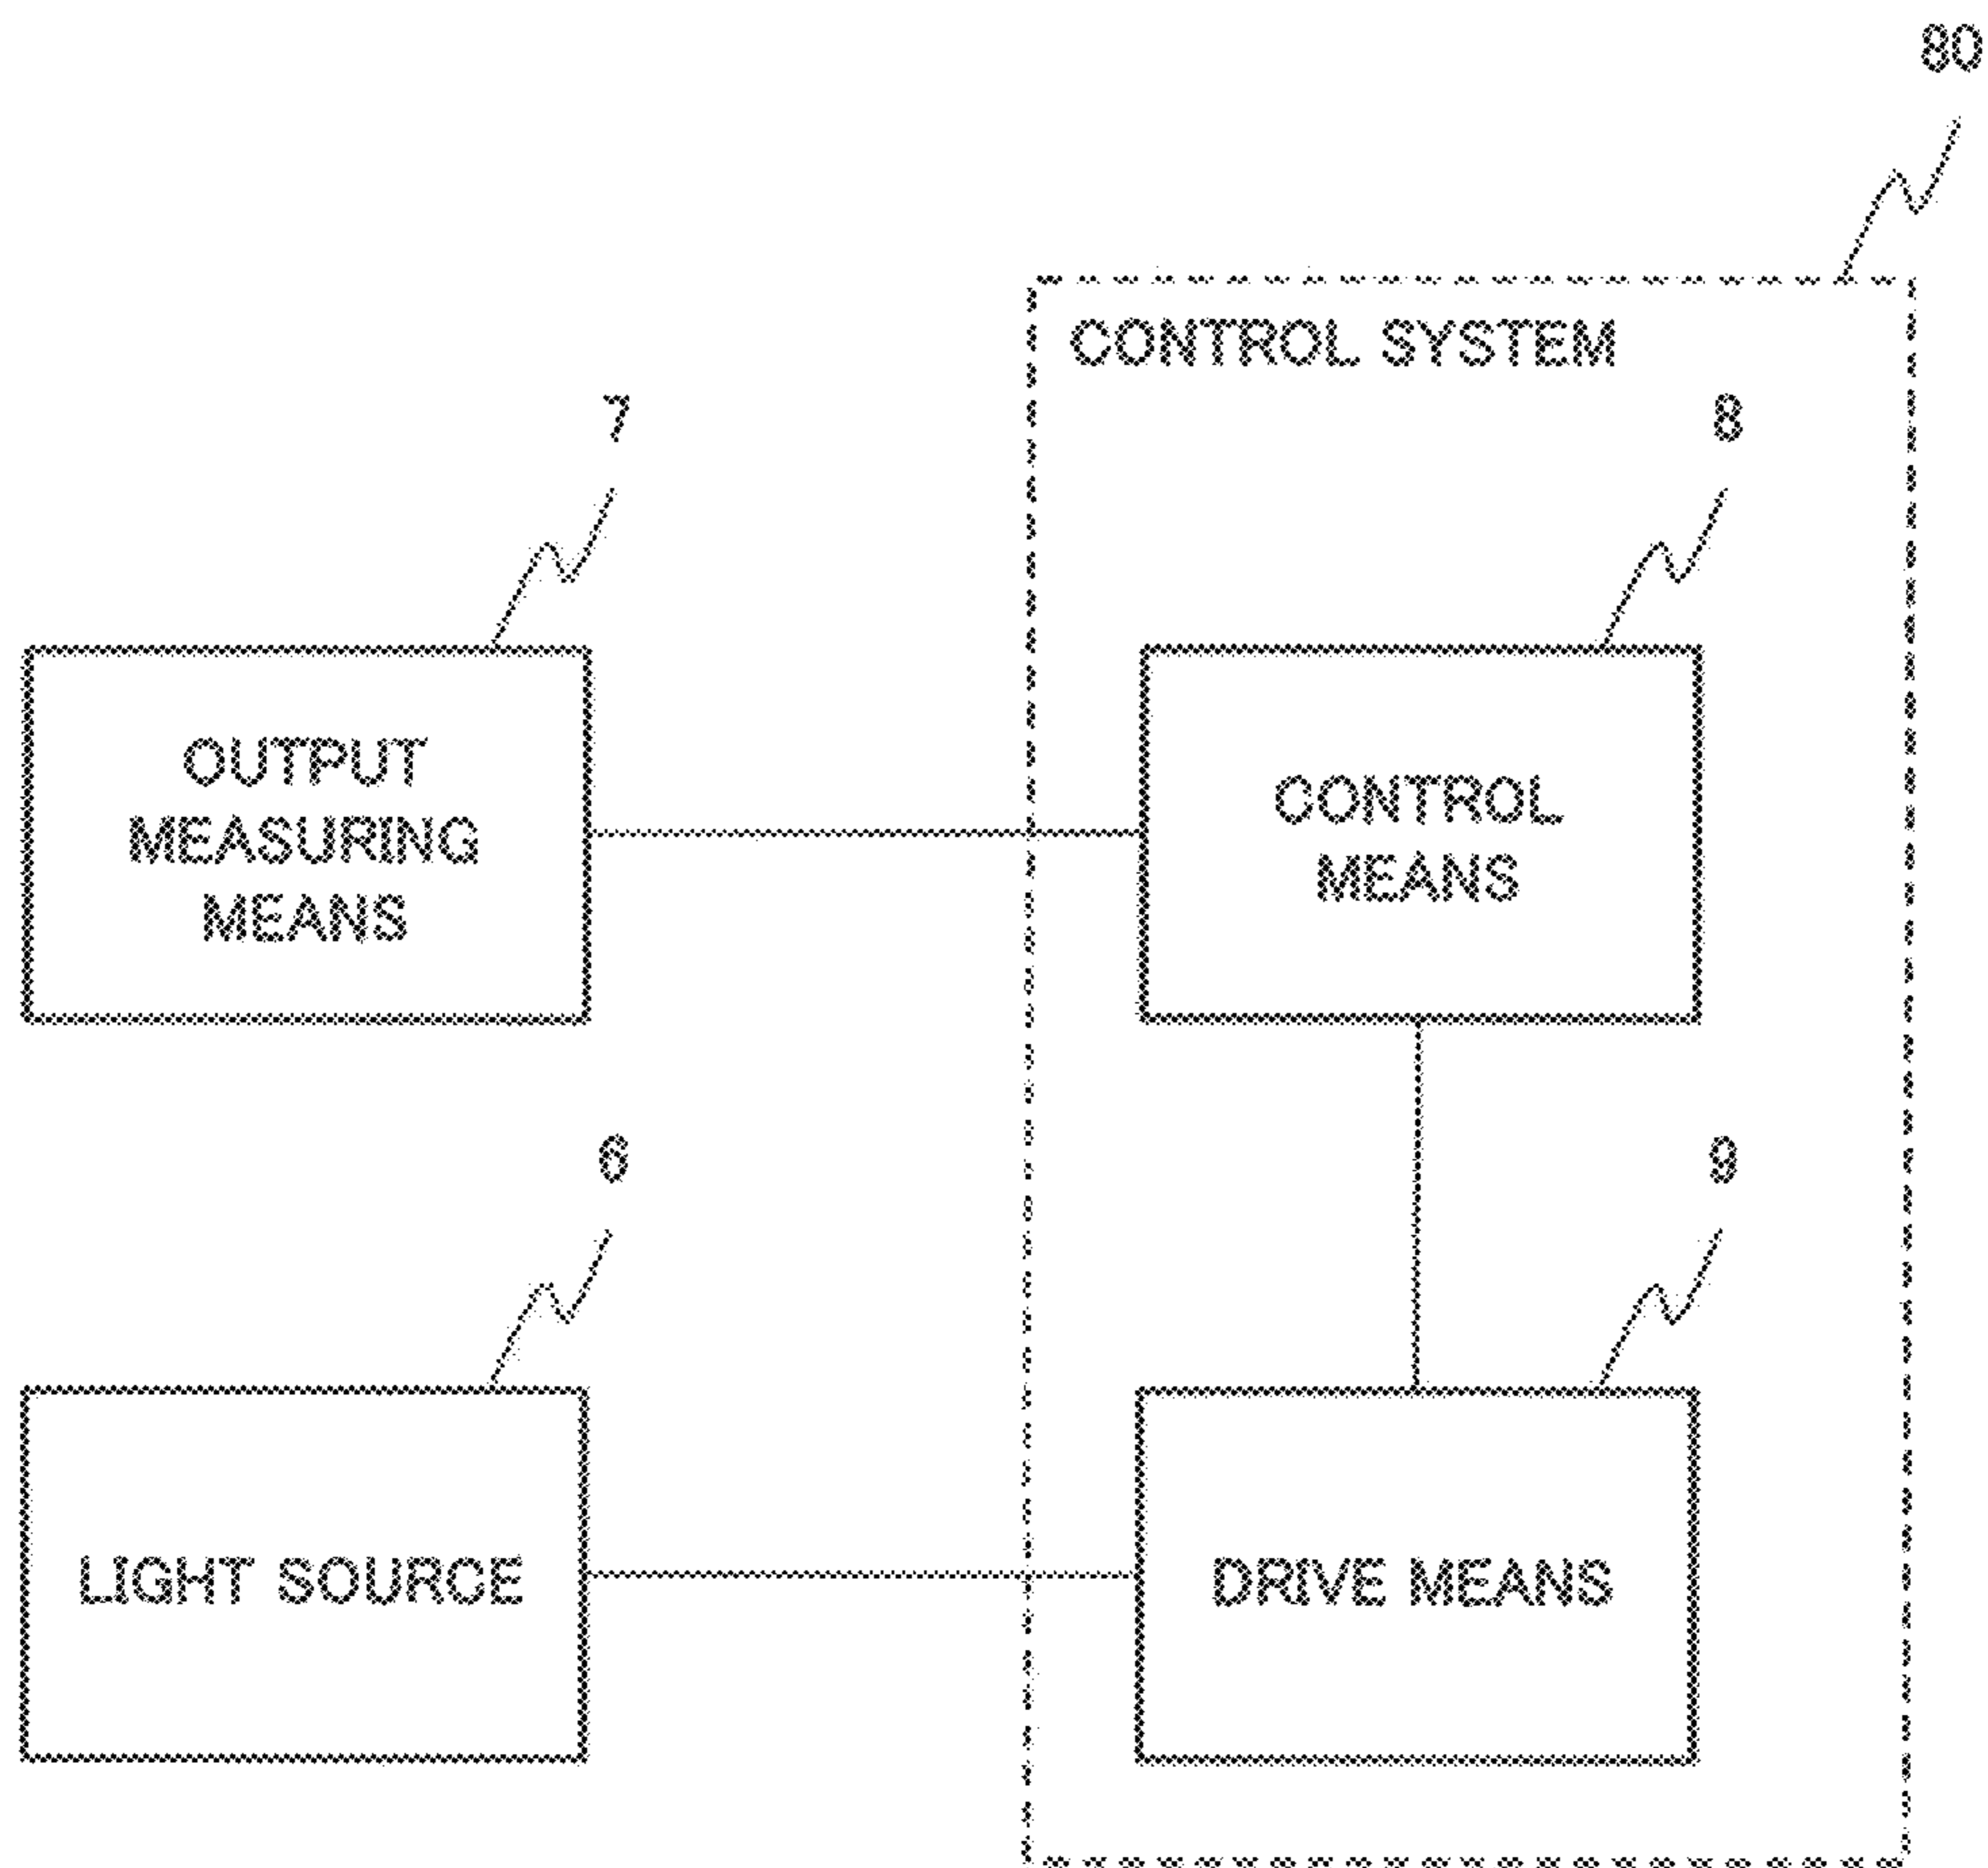 80
CONTROL SYSTEM
7
8
OUTPUT
MEASURING
MEANS
CONTROL
MEANS
6
9
LIGHT SOURCE
DRIVE MEANS